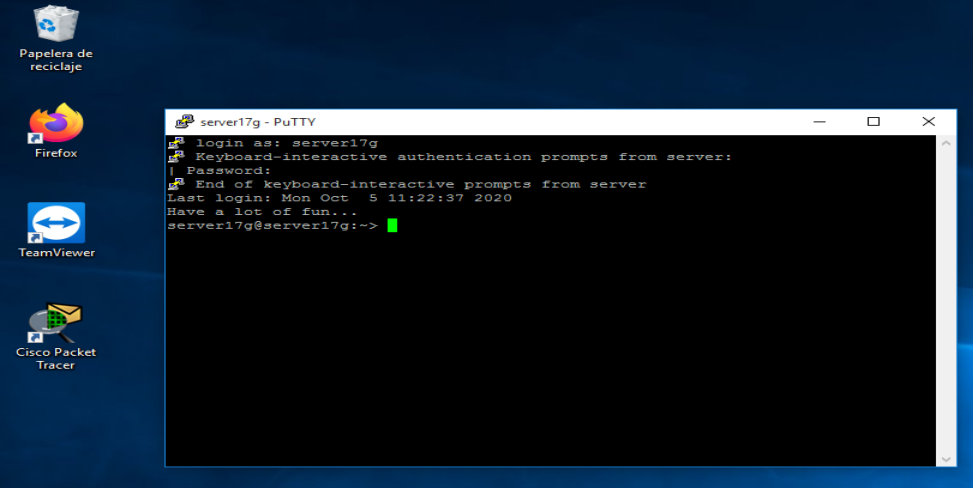 Papelera de
reciclaje
Firefox
TeamViewer
Cisco Packet
Tracer
server17g - PuTTY
login as: server17g
Keyboard-interactive authentication prompts from server:
| Password:
End of keyboard-interactive prompts from server
Last login: Mon Oct  5 11:22:37 2020
Have a lot of fun...
server17g@server17g:~>